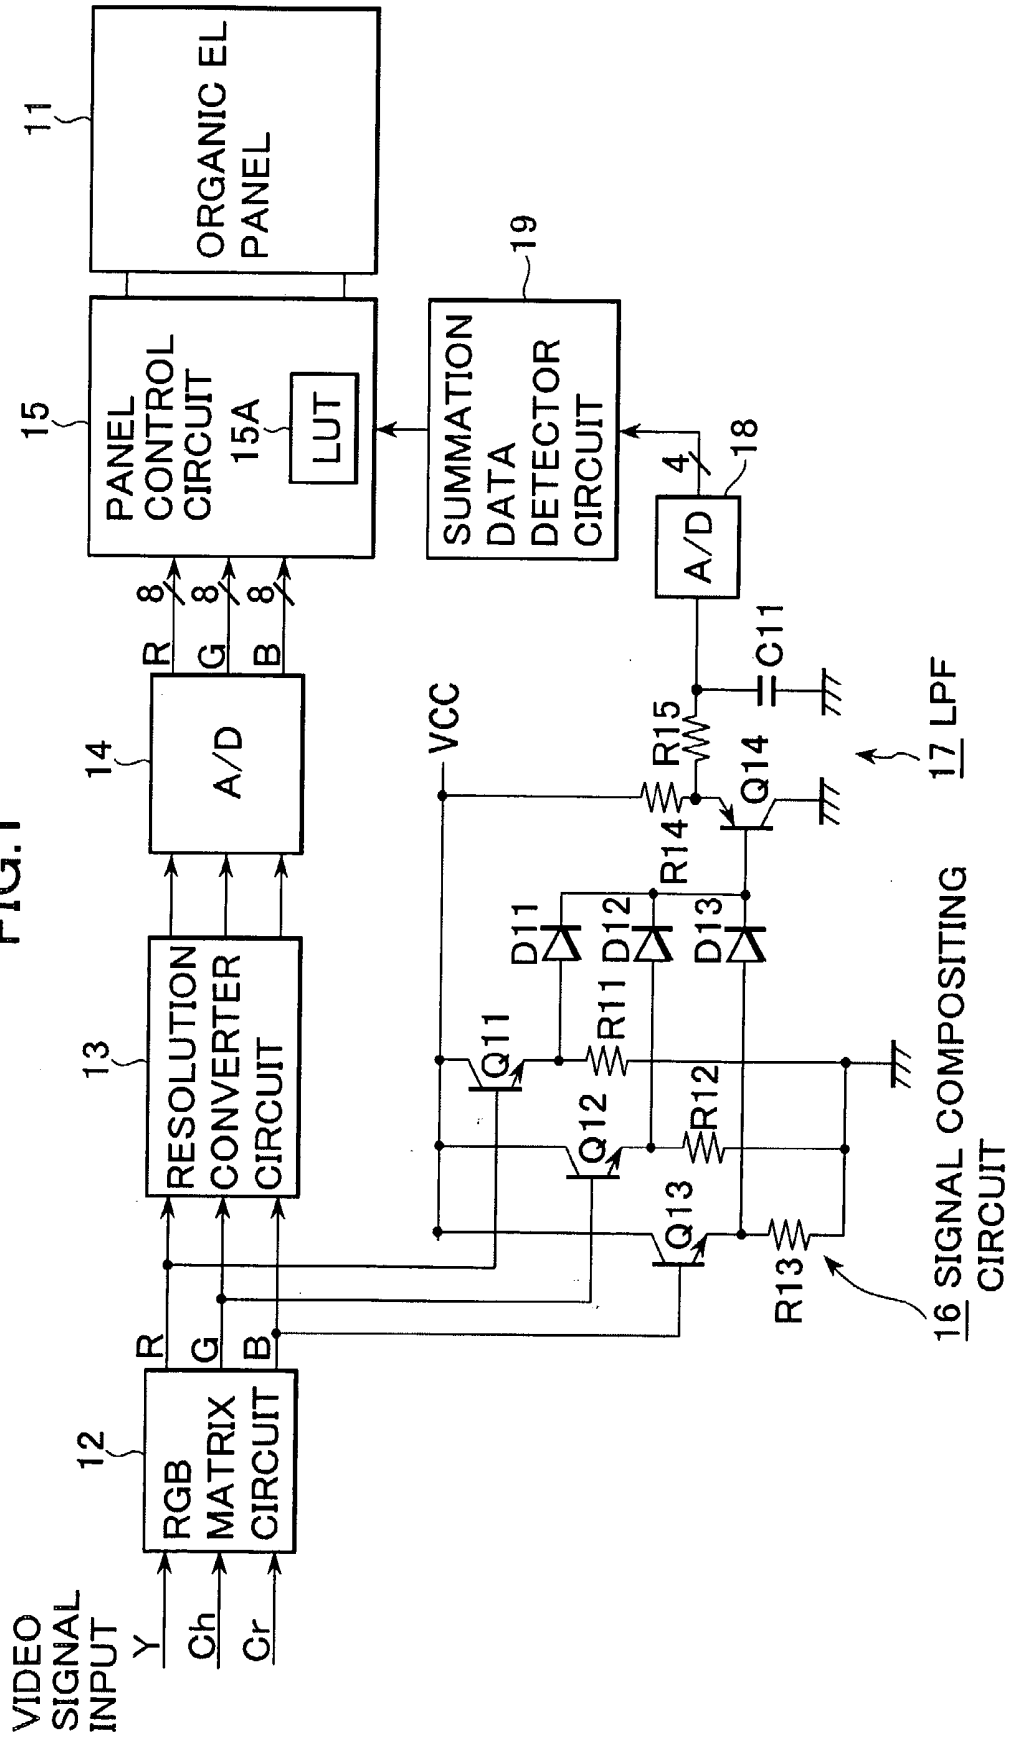 FIG.1
VIDEO
SIGNAL
INPUT
Y
Ch
Cr
12
RGB
MATRIX
CIRCUIT
R
G
B
13
RESOLUTION
CONVERTER
CIRCUIT
14
A/D
R
G
B
8
8
8
15
PANEL
CONTROL
CIRCUIT
15A
LUT
11
ORGANIC EL
PANEL
19
SUMMATION
DATA
DETECTOR
CIRCUIT
4
18
A/D
VCC
Q11
Q12
Q13
R11
R12
R13
D11
D12
D13
R14
R15
Q14
C11
17 LPF
16 SIGNAL COMPOSITING
CIRCUIT